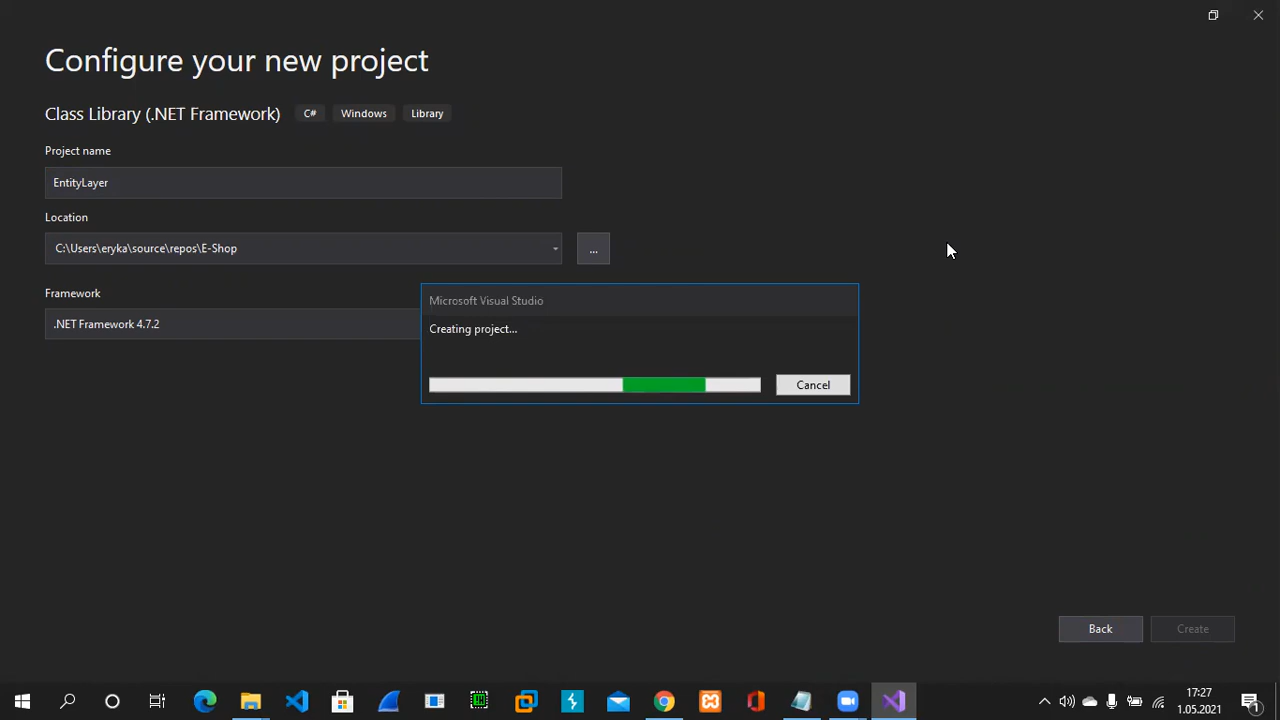 Configure your new project
Class Library (.NET Framework) C# Windows Library
Project name
EntityLayer
Location
C:\Users\eryka\source\repos\E-Shop
...
Framework
.NET Framework 4.7.2
Microsoft Visual Studio
Creating project...
Cancel
Back Create
17:27
1.05.2021